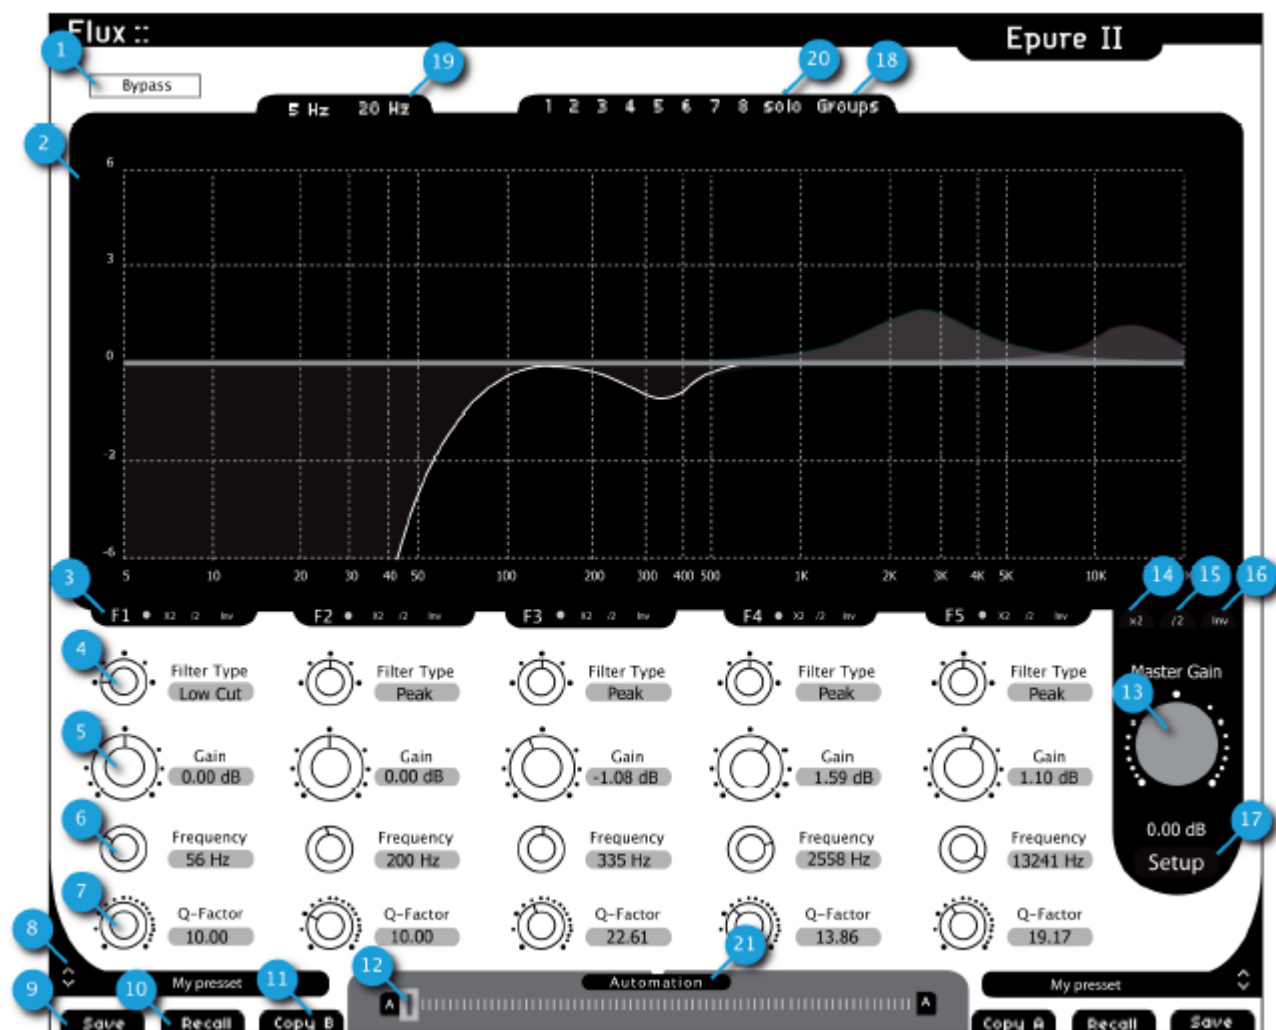 Flux ::
Epure II
1
Bypass
19
20
18
5 Hz 20 Hz
1 2 3 4 5 6 7 8 solo Groups
2
6
3
0
-2
-6
5 10 20 30 40 50 100 200 300 400 500 1K 2K 3K 4K 5K 10K
3
14
15
16
F1 X2 /2 Inv
F2 X2 /2 Inv
F3 X2 /2 Inv
F4 X2 /2 Inv
F5 X2 /2 Inv
x2 /2 Inv
4
Filter Type
Low Cut
Filter Type
Peak
Filter Type
Peak
Filter Type
Peak
Filter Type
Peak
Master Gain
13
5
Gain
0.00 dB
Gain
0.00 dB
Gain
-1.08 dB
Gain
1.59 dB
Gain
1.10 dB
6
Frequency
56 Hz
Frequency
200 Hz
Frequency
335 Hz
Frequency
2558 Hz
Frequency
13241 Hz
0.00 dB
17
Setup
7
Q-Factor
10.00
Q-Factor
10.00
Q-Factor
22.61
Q-Factor
13.86
Q-Factor
19.17
8
21
12
My presset
Automation
My presset
9
10
11
A
A
Save
Recall
Copy B
Copy A
Recall
Save